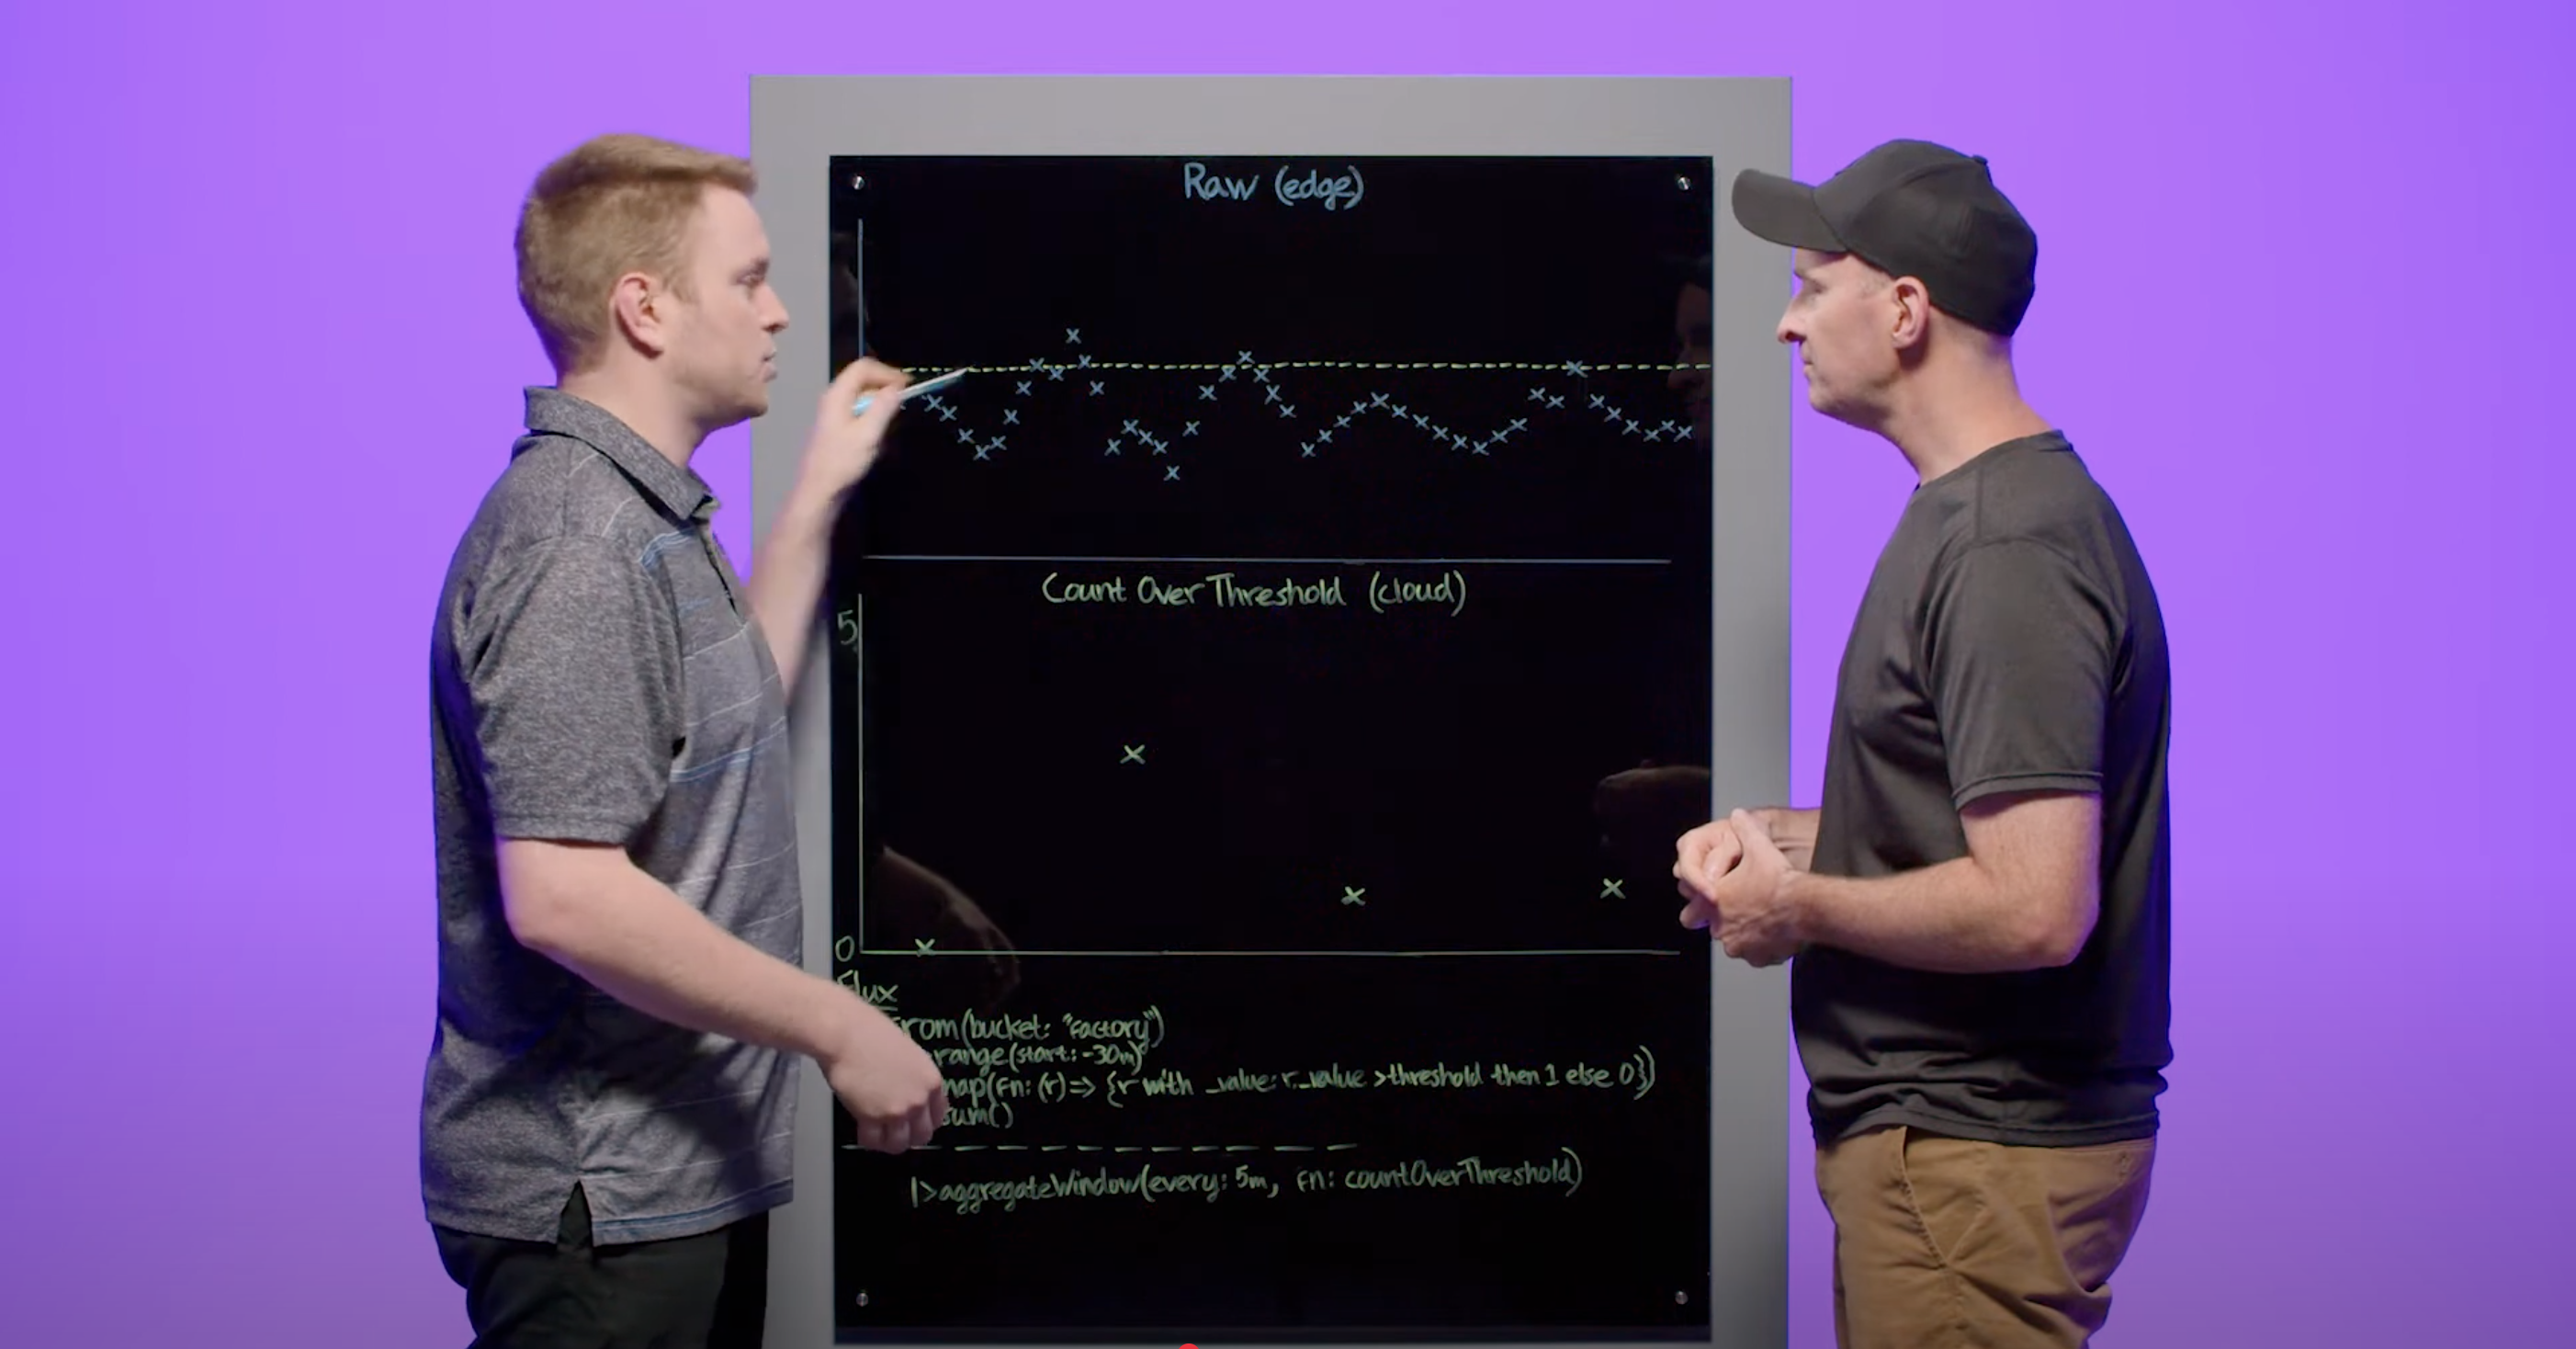 Raw (edge)
Count Over Threshold (cloud)
5
0
Flux
from(bucket: "factory")
range(start: -30m)
map(fn: (r) => {r with _value: r._value > threshold then 1 else 0})
sum()
|> aggregateWindow(every: 5m, fn: countOverThreshold)